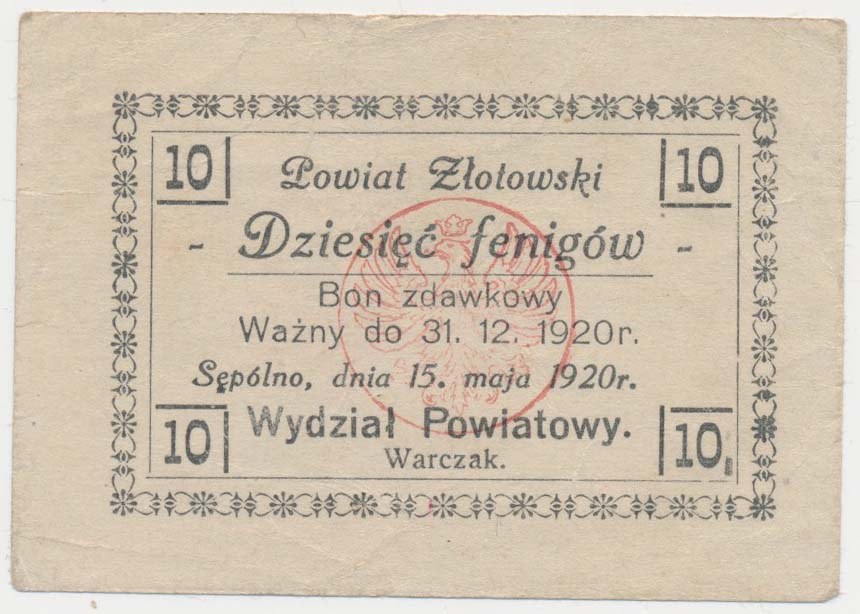 10 Powiat Złotowski 10
- Dziesięć fenigów -
Bon zdawkowy
Ważny do 31. 12. 1920r.
Sępólno, dnia 15. maja 1920r.
10 Wydział Powiatowy. 10
Warczak.